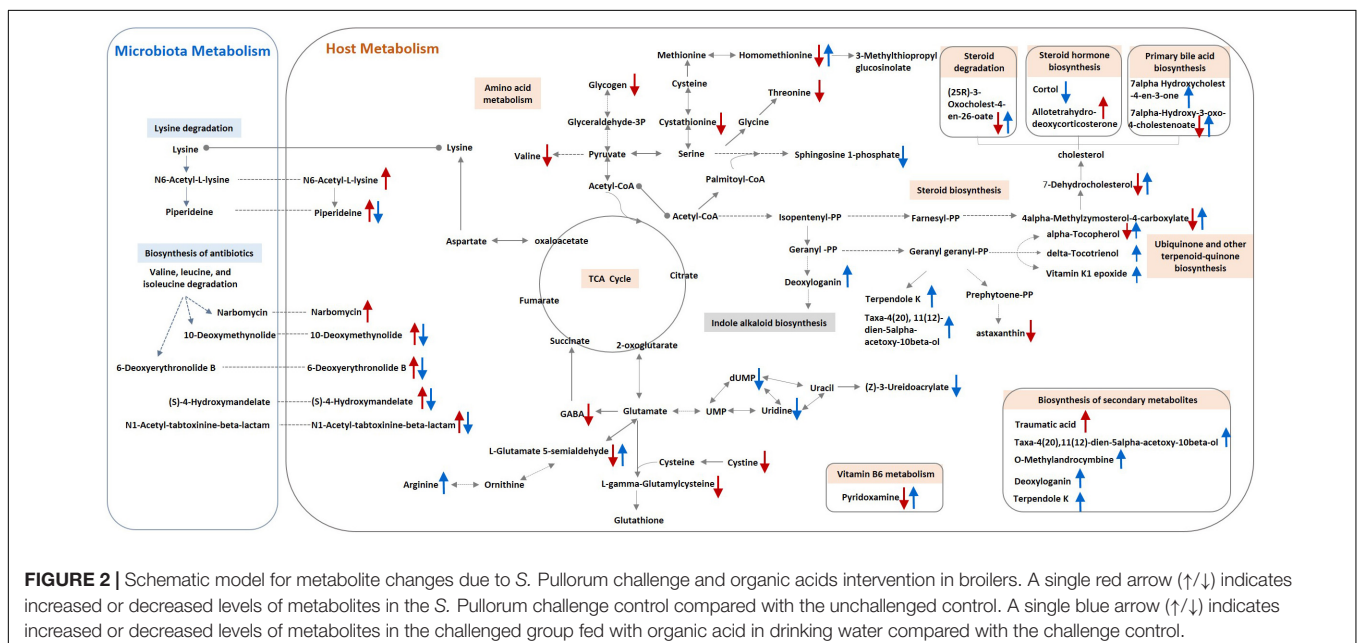 Microbiota Metabolism
Lysine degradation
Lysine
N6-Acetyl-L-lysine
Piperideine
Biosynthesis of antibiotics
Valine, leucine, and
isoleucine degradation
Narbomycin
10-Deoxymethynolide
6-Deoxyerythronolide B
(S)-4-Hydroxymandelate
N1-Acetyl-tabtoxinine-beta-lactam
Host Metabolism
Amino acid
metabolism
Lysine
N6-Acetyl-L-lysine
Piperideine
Narbomycin
10-Deoxymethynolide
6-Deoxyerythronolide B
(S)-4-Hydroxymandelate
N1-Acetyl-tabtoxinine-beta-lactam
Methionine
Homomethionine
3-Methylthiopropyl
glucosinolate
Cysteine
Glycogen
Threonine
Glyceraldehyde-3P
Cystathionine
Glycine
Valine
Pyruvate
Serine
Sphingosine 1-phosphate
Palmitoyl-CoA
Acetyl-CoA
Acetyl-CoA
Isopentenyl-PP
Farnesyl-PP
Steroid biosynthesis
4alpha-Methylzymosterol-4-carboxylate
7-Dehydrocholesterol
cholesterol
Steroid
degradation
(25R)-3-
Oxocholest-4-
en-26-oate
Steroid hormone
biosynthesis
Cortol
Allotetrahydro-
deoxycorticosterone
Primary bile acid
biosynthesis
7alpha Hydroxycholest
-4-en-3-one
7alpha-Hydroxy-3-oxo-
4-cholestenoate
Geranyl -PP
Geranyl geranyl-PP
alpha-Tocopherol
delta-Tocotrienol
Vitamin K1 epoxide
Ubiquinone and other
terpenoid-quinone
biosynthesis
Deoxyloganin
Indole alkaloid biosynthesis
Terpendole K
Taxa-4(20), 11(12)-
dien-5alpha-
acetoxy-10beta-ol
Prephytoene-PP
astaxanthin
Aspartate
oxaloacetate
TCA Cycle
Citrate
Fumarate
Succinate
2-oxoglutarate
GABA
Glutamate
UMP
dUMP
Uridine
Uracil
(Z)-3-Ureidoacrylate
L-Glutamate 5-semialdehyde
Cysteine
Cystine
Arginine
Ornithine
L-gamma-Glutamylcysteine
Glutathione
Vitamin B6 metabolism
Pyridoxamine
Biosynthesis of secondary metabolites
Traumatic acid
Taxa-4(20),11(12)-dien-5alpha-acetoxy-10beta-ol
O-Methylandrocymbine
Deoxyloganin
Terpendole K
FIGURE 2 | Schematic model for metabolite changes due to S. Pullorum challenge and organic acids intervention in broilers. A single red arrow (↑/↓) indicates
increased or decreased levels of metabolites in the S. Pullorum challenge control compared with the unchallenged control. A single blue arrow (↑/↓) indicates
increased or decreased levels of metabolites in the challenged group fed with organic acid in drinking water compared with the challenge control.